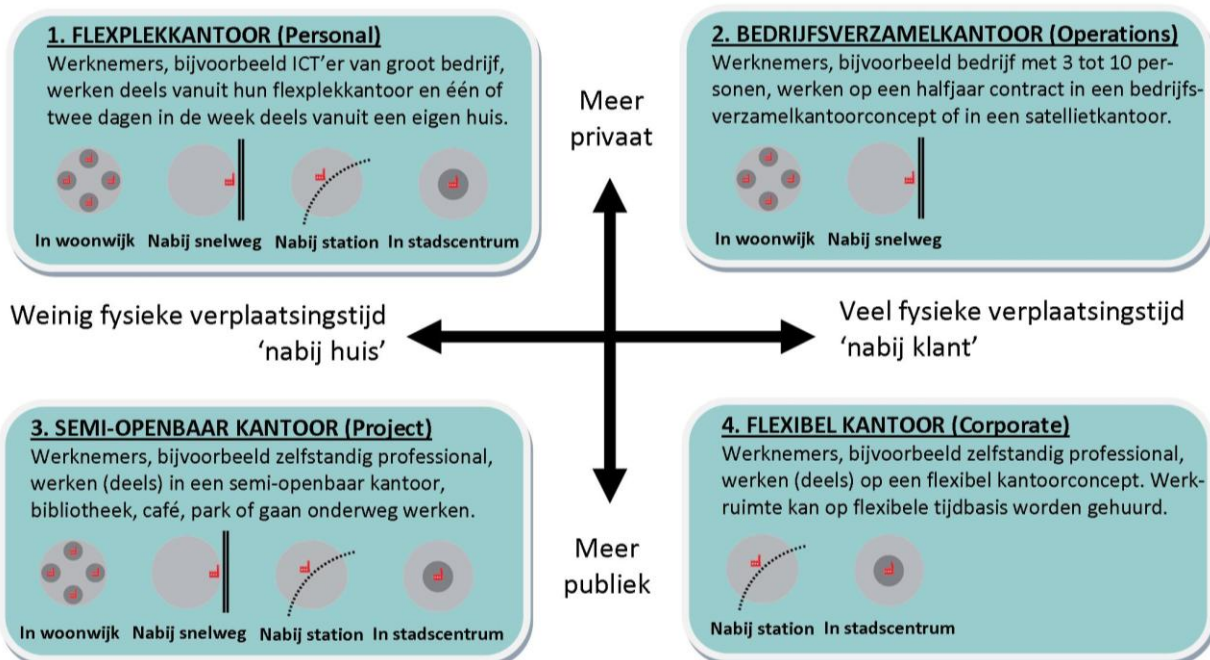 1. FLEXPLEKKANTOOR (Personal)
Werknemers, bijvoorbeeld ICT'er van groot bedrijf,
werken deels vanuit hun flexplekkantoor en één of
twee dagen in de week deels vanuit een eigen huis.
In woonwijk Nabij snelweg Nabij station In stadscentrum
Meer
privaat
2. BEDRIJFSVERZAMELKANTOOR (Operations)
Werknemers, bijvoorbeeld bedrijf met 3 tot 10 per-
sonen, werken op een halfjaar contract in een bedrijfs-
verzamelkantoorconcept of in een satellietkantoor.
In woonwijk Nabij snelweg
Weinig fysieke verplaatsingstijd
'nabij huis'
Veel fysieke verplaatsingstijd
'nabij klant'
3. SEMI-OPENBAAR KANTOOR (Project)
Werknemers, bijvoorbeeld zelfstandig professional,
werken (deels) in een semi-openbaar kantoor,
bibliotheek, café, park of gaan onderweg werken.
In woonwijk Nabij snelweg Nabij station In stadscentrum
Meer
publiek
4. FLEXIBEL KANTOOR (Corporate)
Werknemers, bijvoorbeeld zelfstandig professional,
werken (deels) op een flexibel kantoorconcept. Werk-
ruimte kan op flexibele tijdbasis worden gehuurd.
Nabij station In stadscentrum